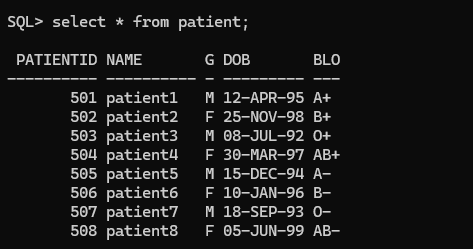 SQL> select * from patient;
PATIENTID NAME       G DOB       BLO
---------- ---------- - --------- ---
       501 patient1   M 12-APR-95 A+
       502 patient2   F 25-NOV-98 B+
       503 patient3   M 08-JUL-92 O+
       504 patient4   F 30-MAR-97 AB+
       505 patient5   M 15-DEC-94 A-
       506 patient6   F 10-JAN-96 B-
       507 patient7   M 18-SEP-93 O-
       508 patient8   F 05-JUN-99 AB-